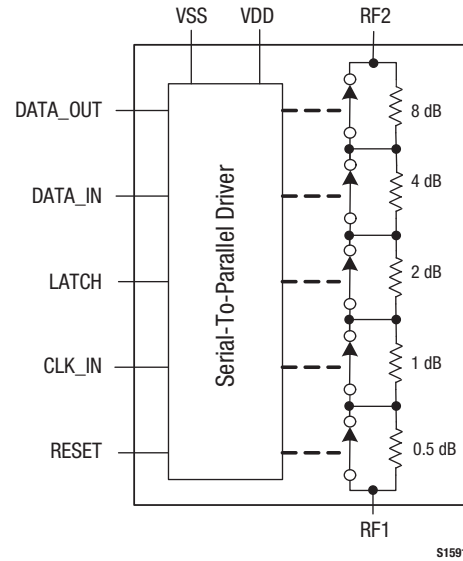 VSS
VDD
RF2
DATA_OUT
8 dB
DATA_IN
4 dB
Serial-To-Parallel Driver
LATCH
2 dB
CLK_IN
1 dB
RESET
0.5 dB
RF1
S1591